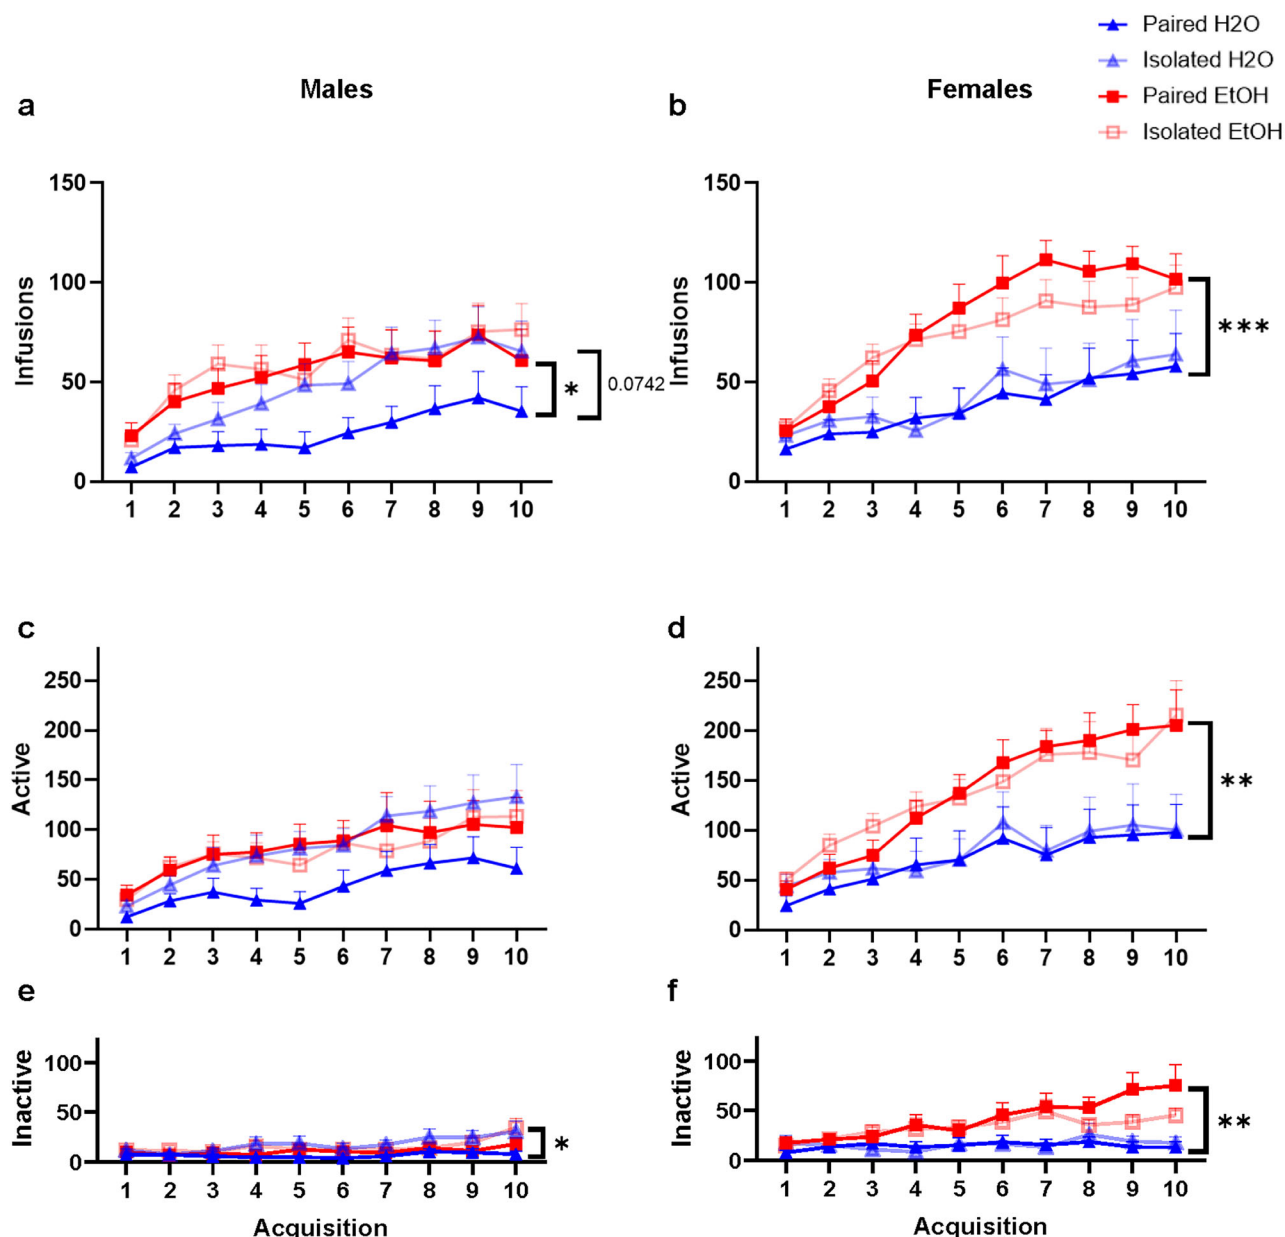 Paired H2O
Isolated H2O
Paired EtOH
Isolated EtOH
Males
Females
a
b
150
100
50
0
Infusions
1 2 3 4 5 6 7 8 9 10
*
0.0742
150
100
50
0
Infusions
1 2 3 4 5 6 7 8 9 10
***
c
d
250
200
150
100
50
0
Active
1 2 3 4 5 6 7 8 9 10
250
200
150
100
50
0
Active
1 2 3 4 5 6 7 8 9 10
**
e
f
100
50
0
Inactive
1 2 3 4 5 6 7 8 9 10
*
Acquisition
100
50
0
Inactive
1 2 3 4 5 6 7 8 9 10
**
Acquisition